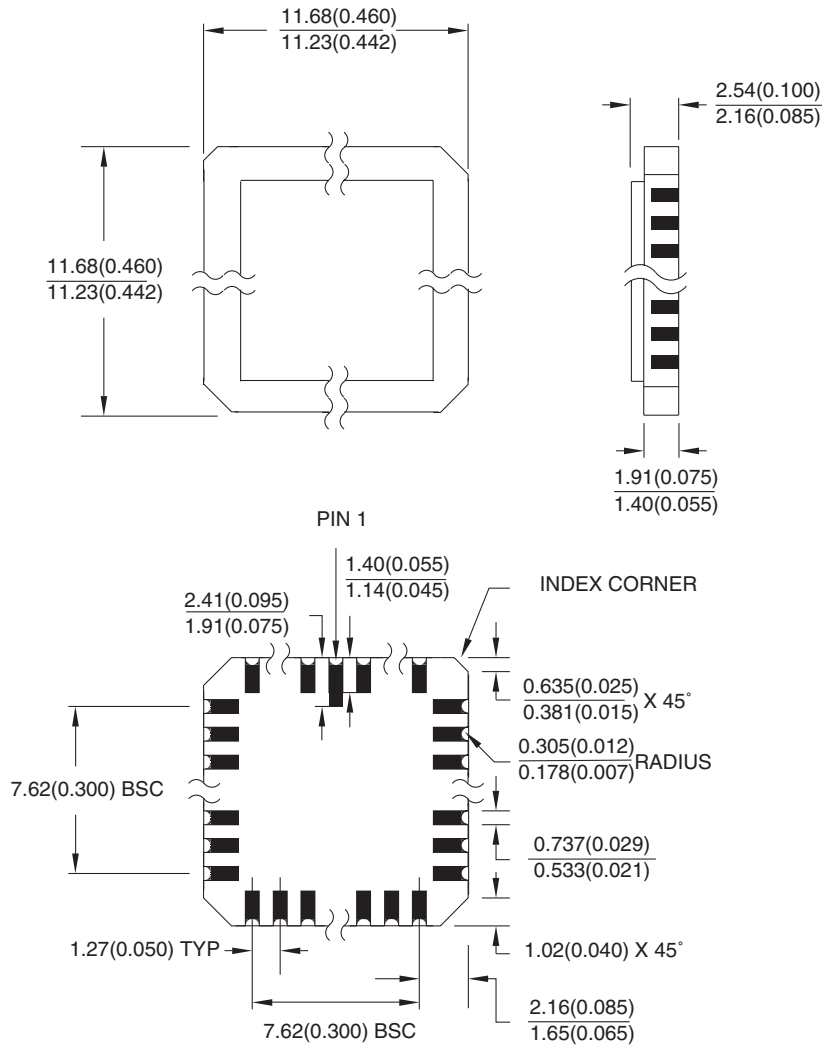 11.68(0.460)
11.23(0.442)
2.54(0.100)
2.16(0.085)
11.68(0.460)
11.23(0.442)
1.91(0.075)
1.40(0.055)
PIN 1
1.40(0.055)
1.14(0.045)
INDEX CORNER
2.41(0.095)
1.91(0.075)
0.635(0.025)
0.381(0.015) X 45°
0.305(0.012)
0.178(0.007) RADIUS
7.62(0.300) BSC
0.737(0.029)
0.533(0.021)
1.27(0.050) TYP
1.02(0.040) X 45°
2.16(0.085)
1.65(0.065)
7.62(0.300) BSC